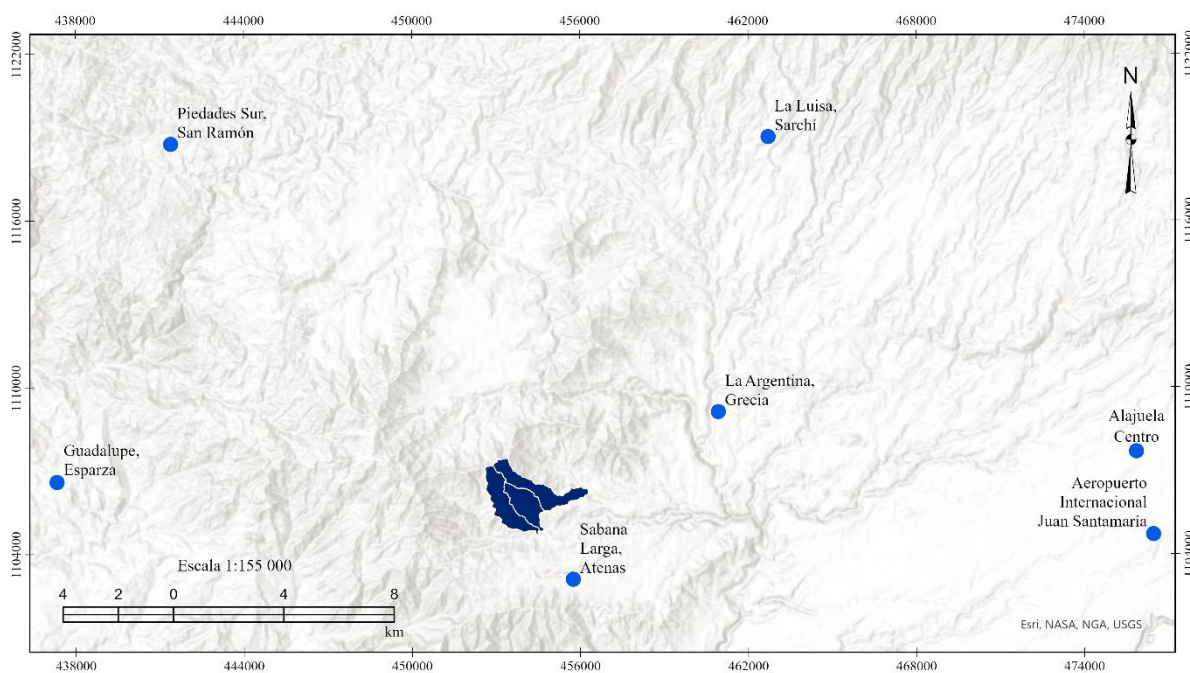 438000 444000 450000 456000 462000 468000 474000
1122000
1122000
N
Piedades Sur,
San Ramón
La Luisa,
Sarchí
1116000
1116000
1110000
1110000
La Argentina,
Grecia
Alajuela
Centro
Guadalupe,
Esparza
Aeropuerto
Internacional
Juan Santamaría
Sabana
Larga,
Atenas
1104000
1104000
Escala 1:155 000
4 2 0 4 8
km
Esri, NASA, NGA, USGS
438000 444000 450000 456000 462000 468000 474000